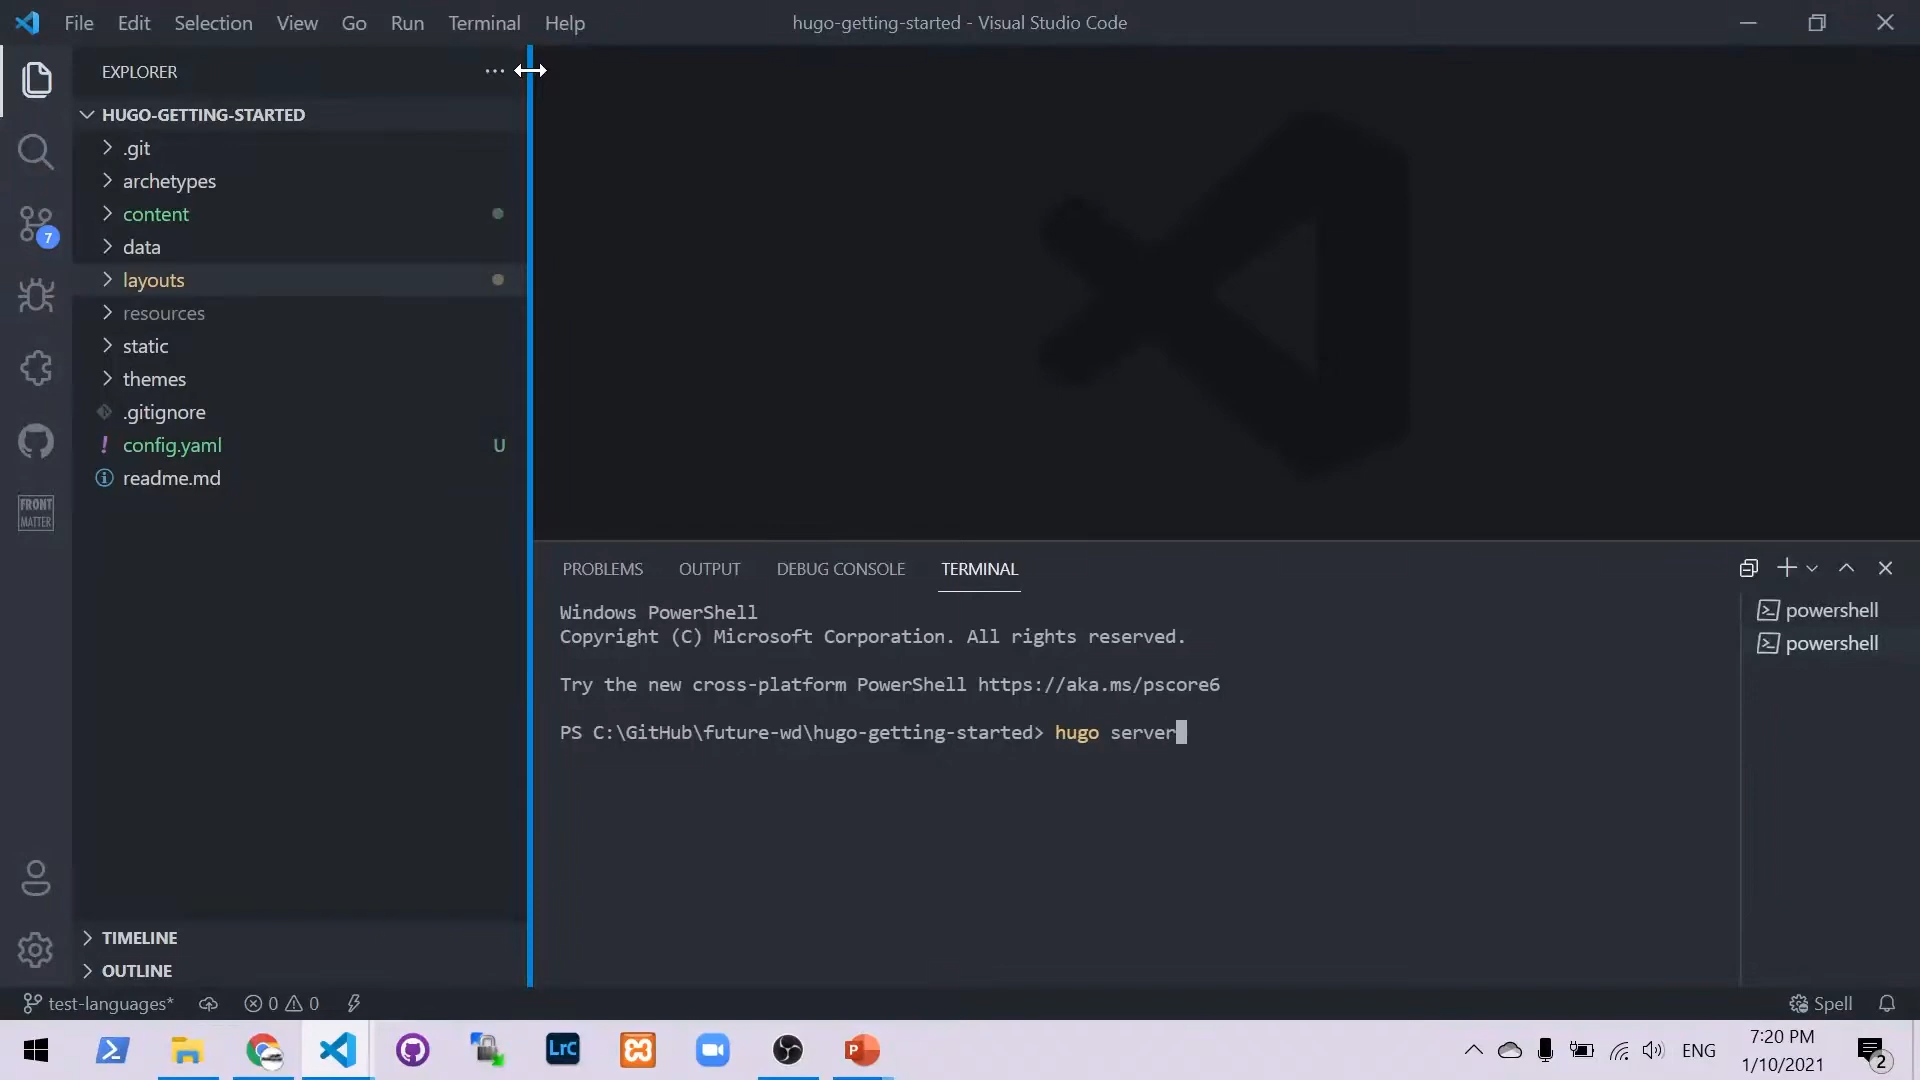 File Edit Selection View Go Run Terminal Help
hugo-getting-started - Visual Studio Code
EXPLORER
HUGO-GETTING-STARTED
.git
archetypes
content
data
layouts
resources
static
themes
.gitignore
! config.yaml U
readme.md
7
FRONT
MATTER
TIMELINE
OUTLINE
PROBLEMS OUTPUT DEBUG CONSOLE TERMINAL
Windows PowerShell
Copyright (C) Microsoft Corporation. All rights reserved.
Try the new cross-platform PowerShell https://aka.ms/pscore6
PS C:\GitHub\future-wd\hugo-getting-started> hugo server
powershell
powershell
test-languages* 0 0
Spell
LrC
P
ENG
7:20 PM
1/10/2021
2